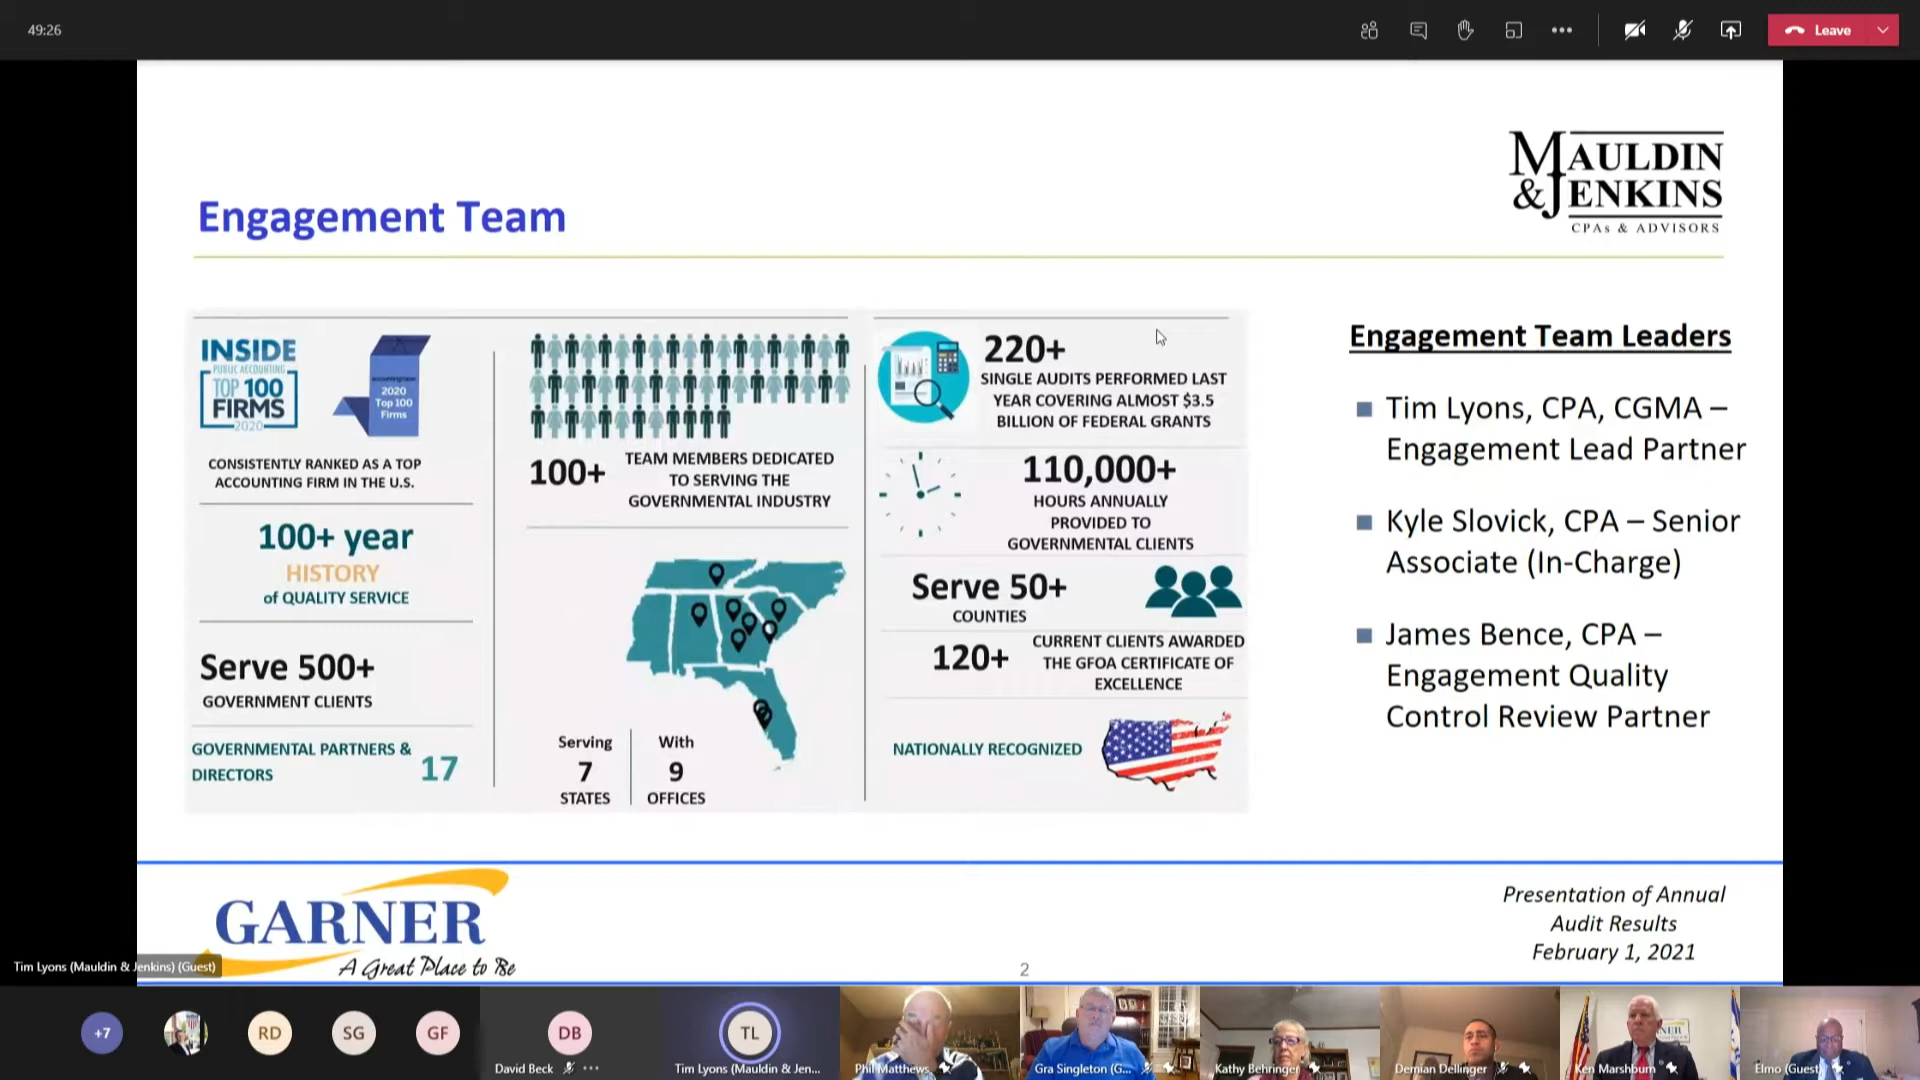 49:26
Leave
MAULDIN
& JENKINS
CPAs & ADVISORS
Engagement Team
INSIDE
PUBLIC ACCOUNTING
TOP 100
FIRMS
2020
2020
Top 100
Firms
CONSISTENTLY RANKED AS A TOP
ACCOUNTING FIRM IN THE U.S.
100+ year
HISTORY
of QUALITY SERVICE
Serve 500+
GOVERNMENT CLIENTS
GOVERNMENTAL PARTNERS &
DIRECTORS
17
100+
TEAM MEMBERS DEDICATED
TO SERVING THE
GOVERNMENTAL INDUSTRY
Serving
7
STATES
With
9
OFFICES
220+
SINGLE AUDITS PERFORMED LAST
YEAR COVERING ALMOST $3.5
BILLION OF FEDERAL GRANTS
110,000+
HOURS ANNUALLY
PROVIDED TO
GOVERNMENTAL CLIENTS
Serve 50+
COUNTIES
120+
CURRENT CLIENTS AWARDED
THE GFOA CERTIFICATE OF
EXCELLENCE
NATIONALLY RECOGNIZED
Engagement Team Leaders
Tim Lyons, CPA, CGMA –
Engagement Lead Partner
Kyle Slovick, CPA – Senior
Associate (In-Charge)
James Bence, CPA –
Engagement Quality
Control Review Partner
GARNER
A Great Place to Be
2
Presentation of Annual
Audit Results
February 1, 2021
Tim Lyons (Mauldin & Jenkins) (Guest)
+7
RD
SG
GF
DB
David Beck
TL
Tim Lyons (Mauldin & Jen...
Phil Matthews
Gra Singleton (G...
Kathy Behringer
Demian Dellinger
Ken Marshburn
Elmo (Guest)